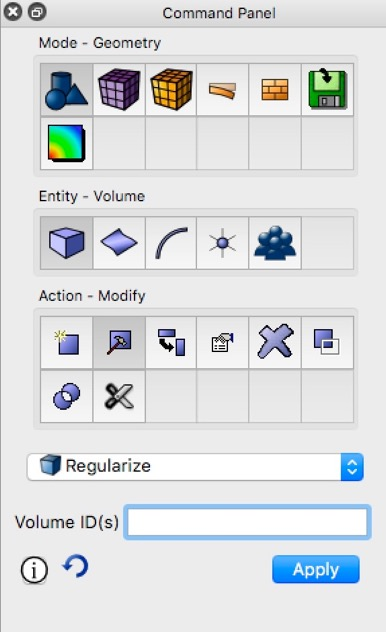 Command Panel
Mode - Geometry
Entity - Volume
Action - Modify
Regularize
Volume ID(s)
Apply